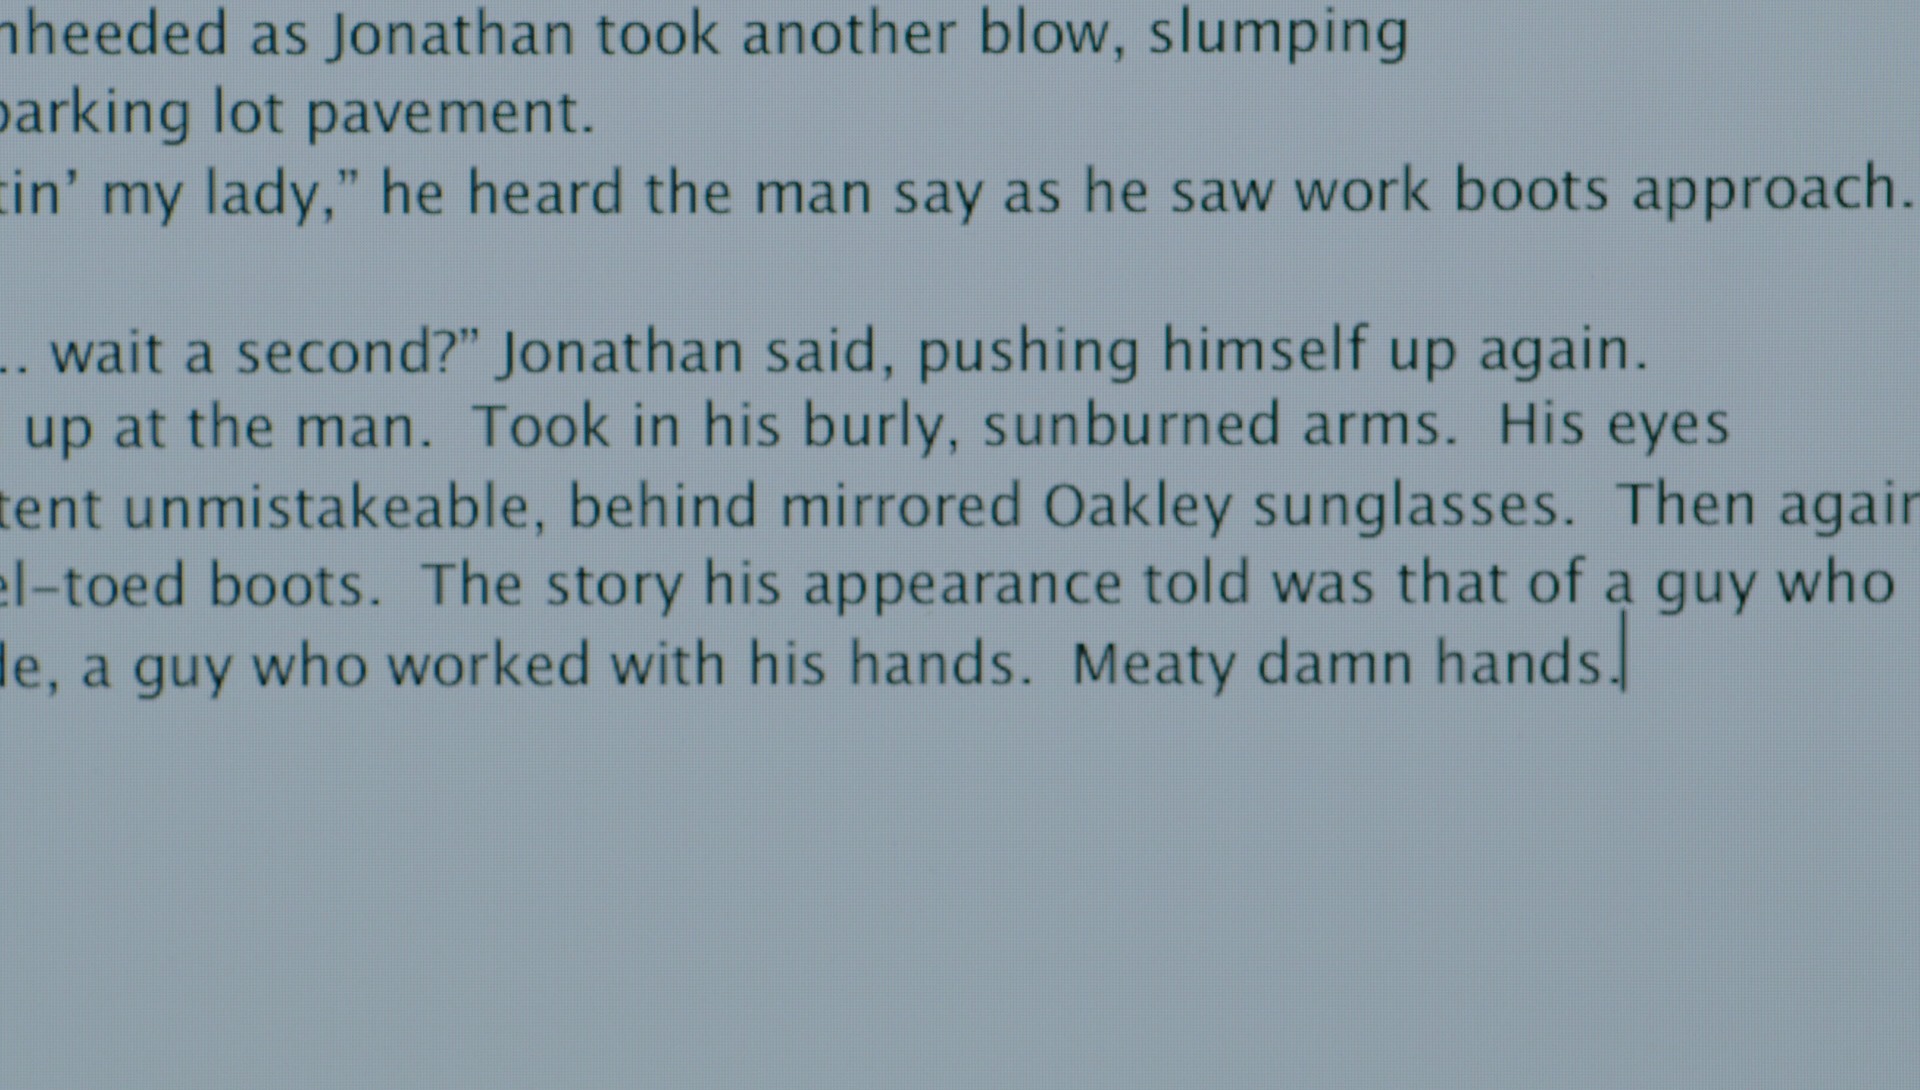 nheeded as Jonathan took another blow, slumping
parking lot pavement.
tin’ my lady,” he heard the man say as he saw work boots approach.
.. wait a second?” Jonathan said, pushing himself up again.
up at the man. Took in his burly, sunburned arms. His eyes
tent unmistakeable, behind mirrored Oakley sunglasses. Then again
el-toed boots. The story his appearance told was that of a guy who
de, a guy who worked with his hands. Meaty damn hands.